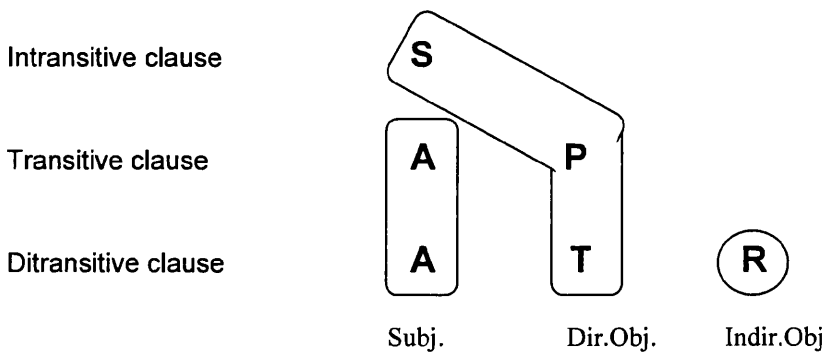 Intransitive clause S
Transitive clause A P
Ditransitive clause A T R
Subj. Dir.Obj. Indir.Obj